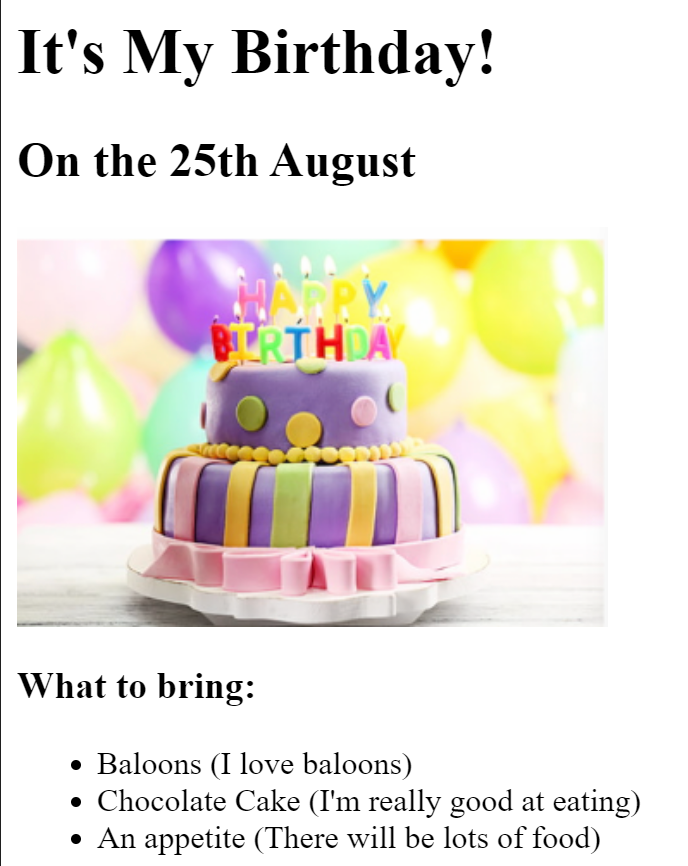 It's My Birthday!
On the 25th August
HAPPY
BIRTHDAY
What to bring:
Baloons (I love baloons)
Chocolate Cake (I'm really good at eating)
An appetite (There will be lots of food)